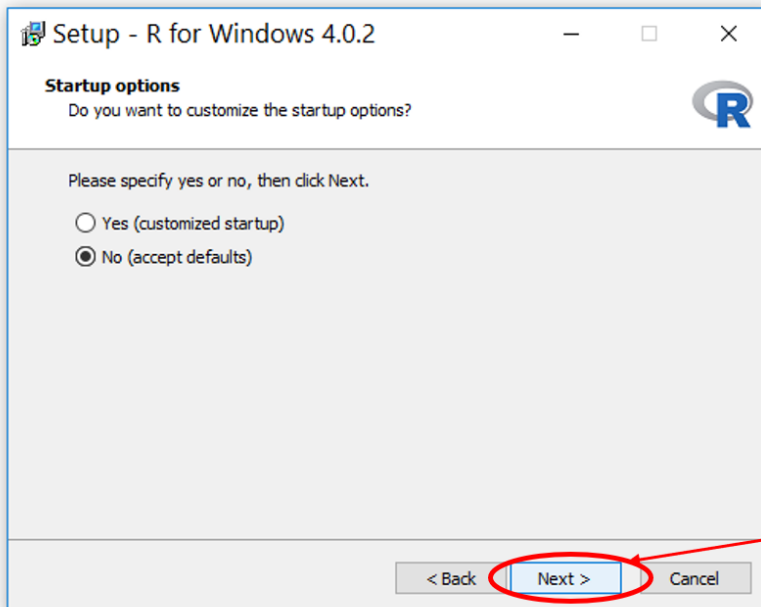 Setup - R for Windows 4.0.2
Startup options
Do you want to customize the startup options?
R
Please specify yes or no, then click Next.
Yes (customized startup)
No (accept defaults)
< Back Next > Cancel